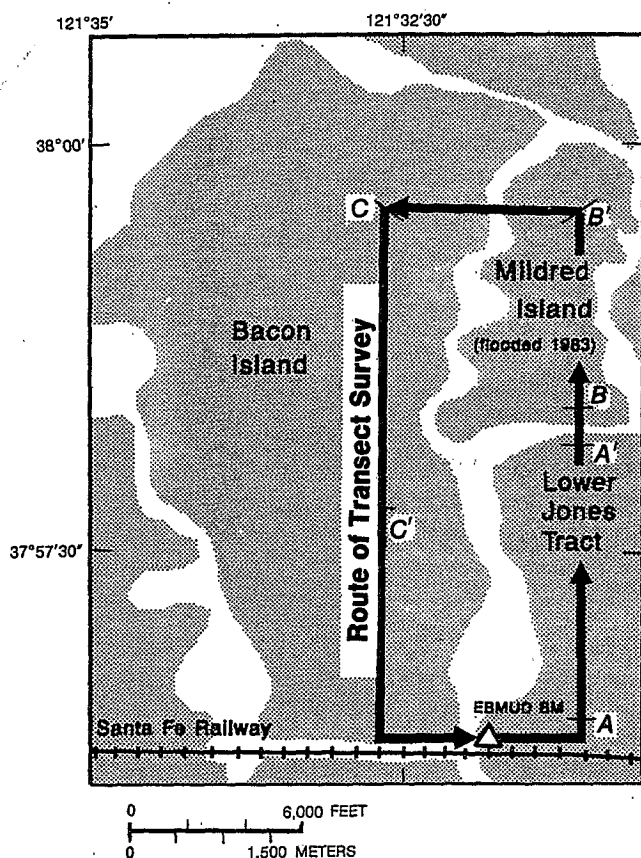 121°35'
121°32'30"
38°00'
C
B'
Mildred
Island
(flooded 1983)
Bacon
Island
Route of Transect Survey
B
A'
Lower
Jones
Tract
C'
37°57'30"
EBMUD BM
A
Santa Fe Railway
0 6,000 FEET
0 1,500 METERS